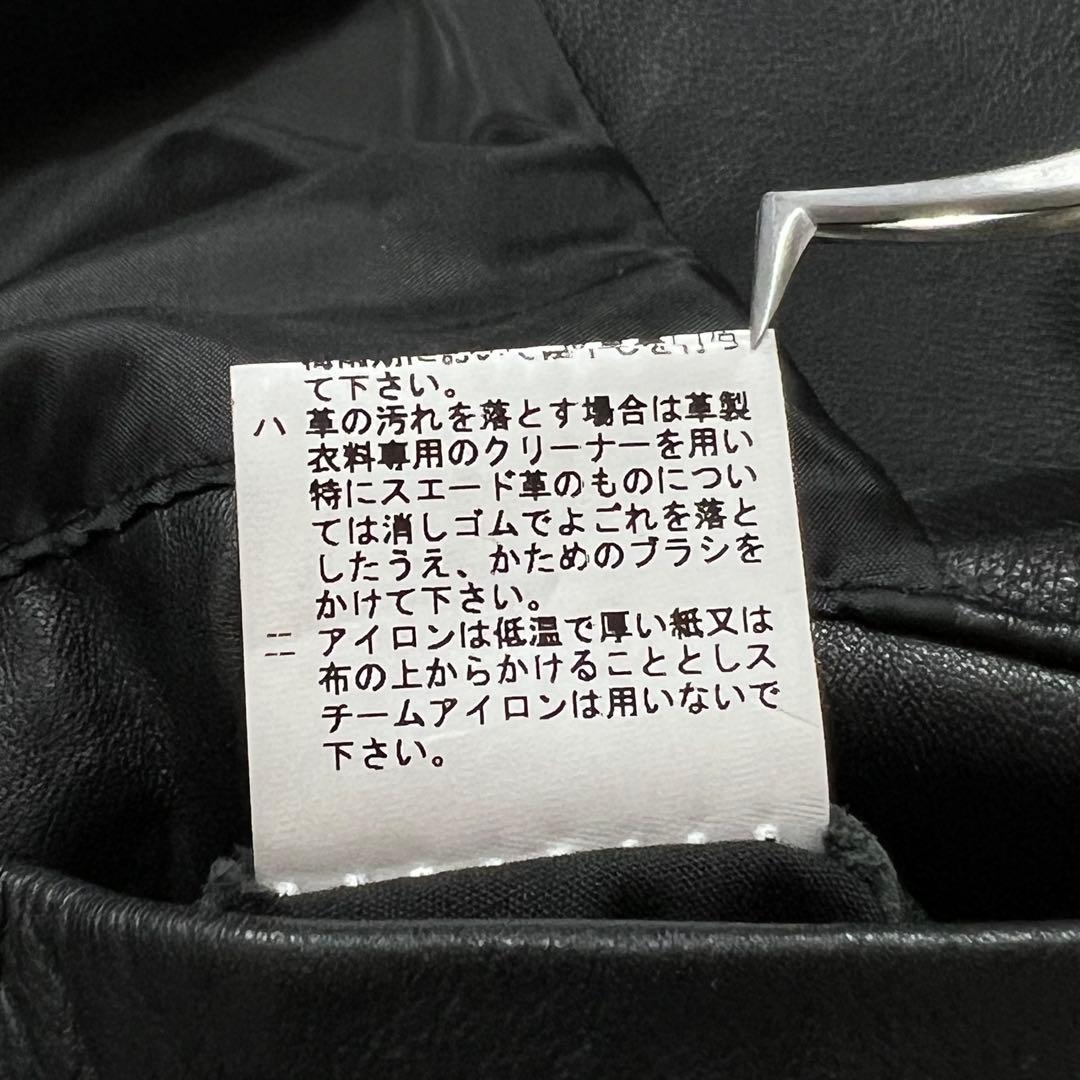 て下さい。
ハ 革の汚れを落とす場合は革製
衣料専用のクリーナーを用い
特にスエード革のものについ
ては消しゴムでよごれを落と
したうえ、かためのブラシを
かけて下さい。
ニ アイロンは低温で厚い紙又は
布の上からかけることとしス
チームアイロンは用いないで
下さい。